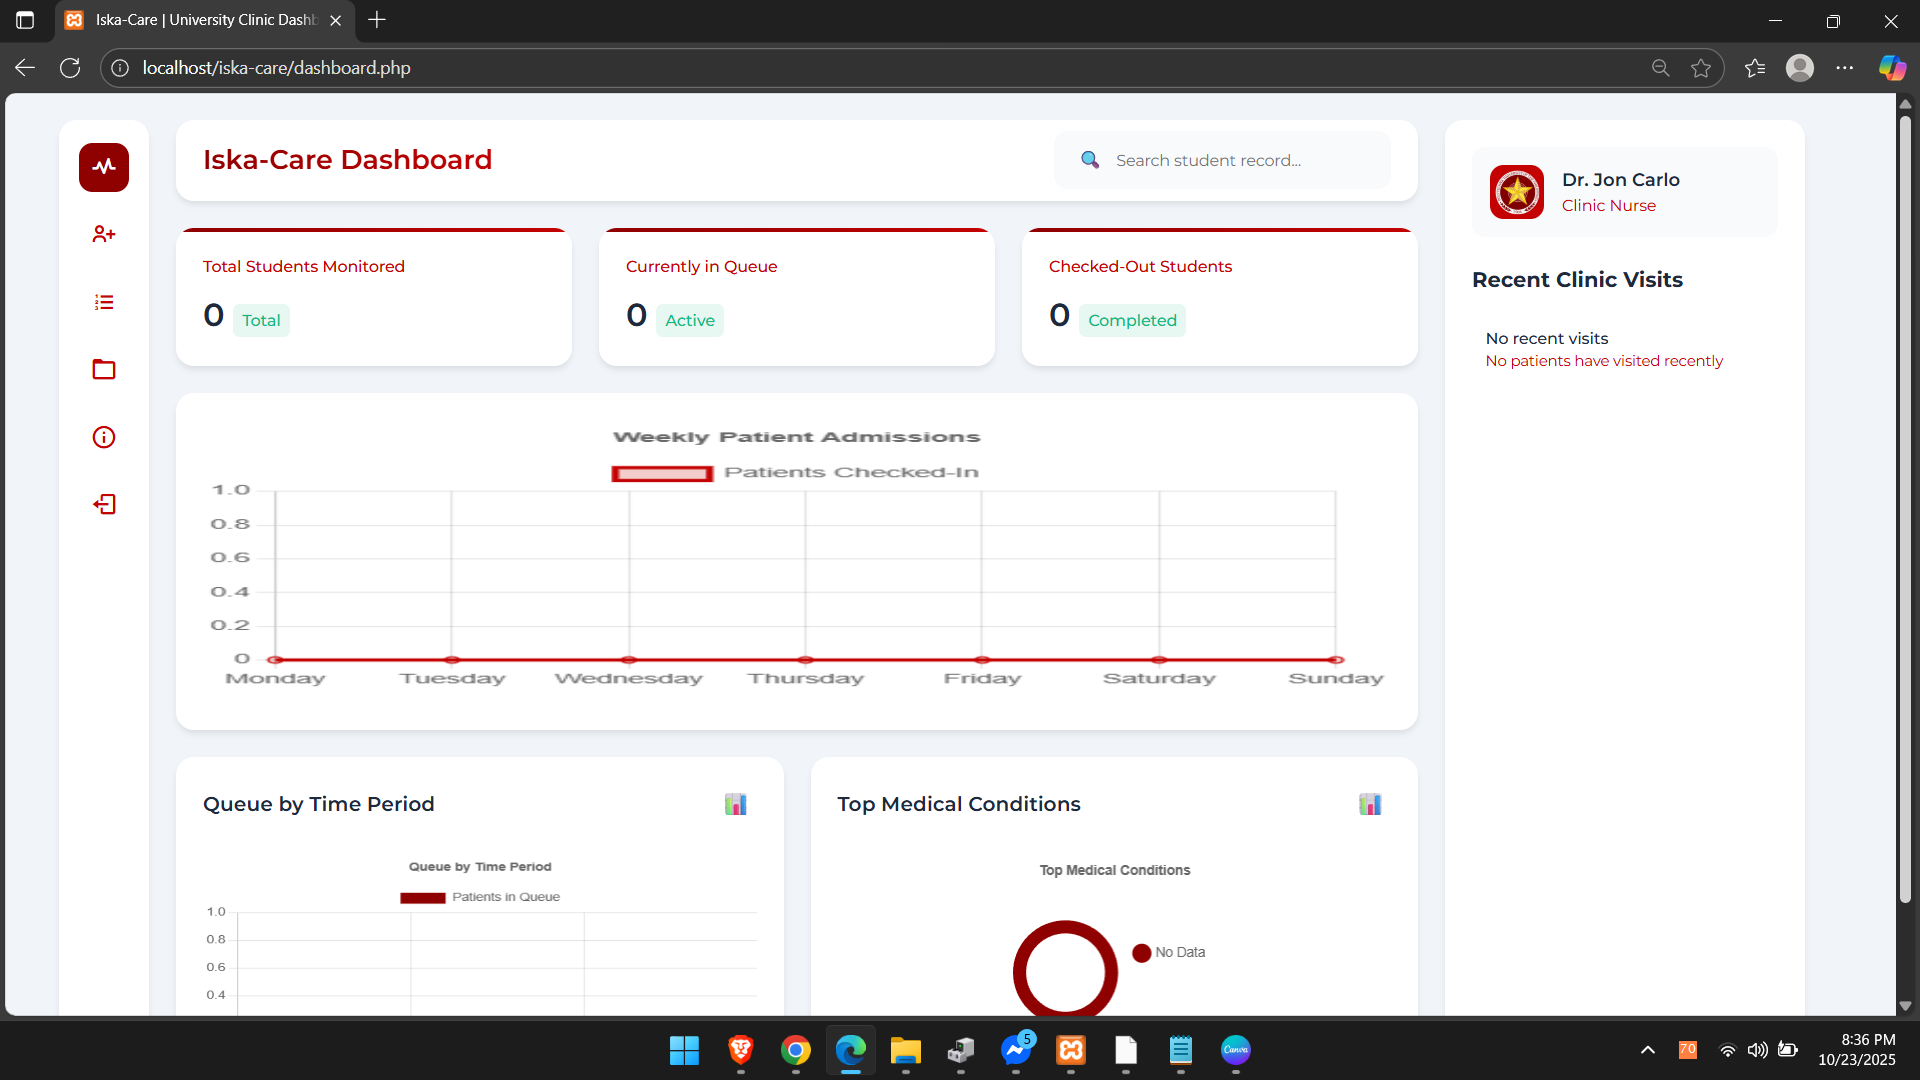 Iska-Care | University Clinic Dashb
localhost/iska-care/dashboard.php
Iska-Care Dashboard
Search student record...
Total Students Monitored
0 Total
Currently in Queue
0 Active
Checked-Out Students
0 Completed
Weekly Patient Admissions
Patients Checked-In
1.0
0.8
0.6
0.4
0.2
0
Monday Tuesday Wednesday Thursday Friday Saturday Sunday
Queue by Time Period
Queue by Time Period
Patients in Queue
1.0
0.8
0.6
0.4
Top Medical Conditions
Top Medical Conditions
No Data
Dr. Jon Carlo
Clinic Nurse
Recent Clinic Visits
No recent visits
No patients have visited recently
5
Canva
70
8:36 PM
10/23/2025